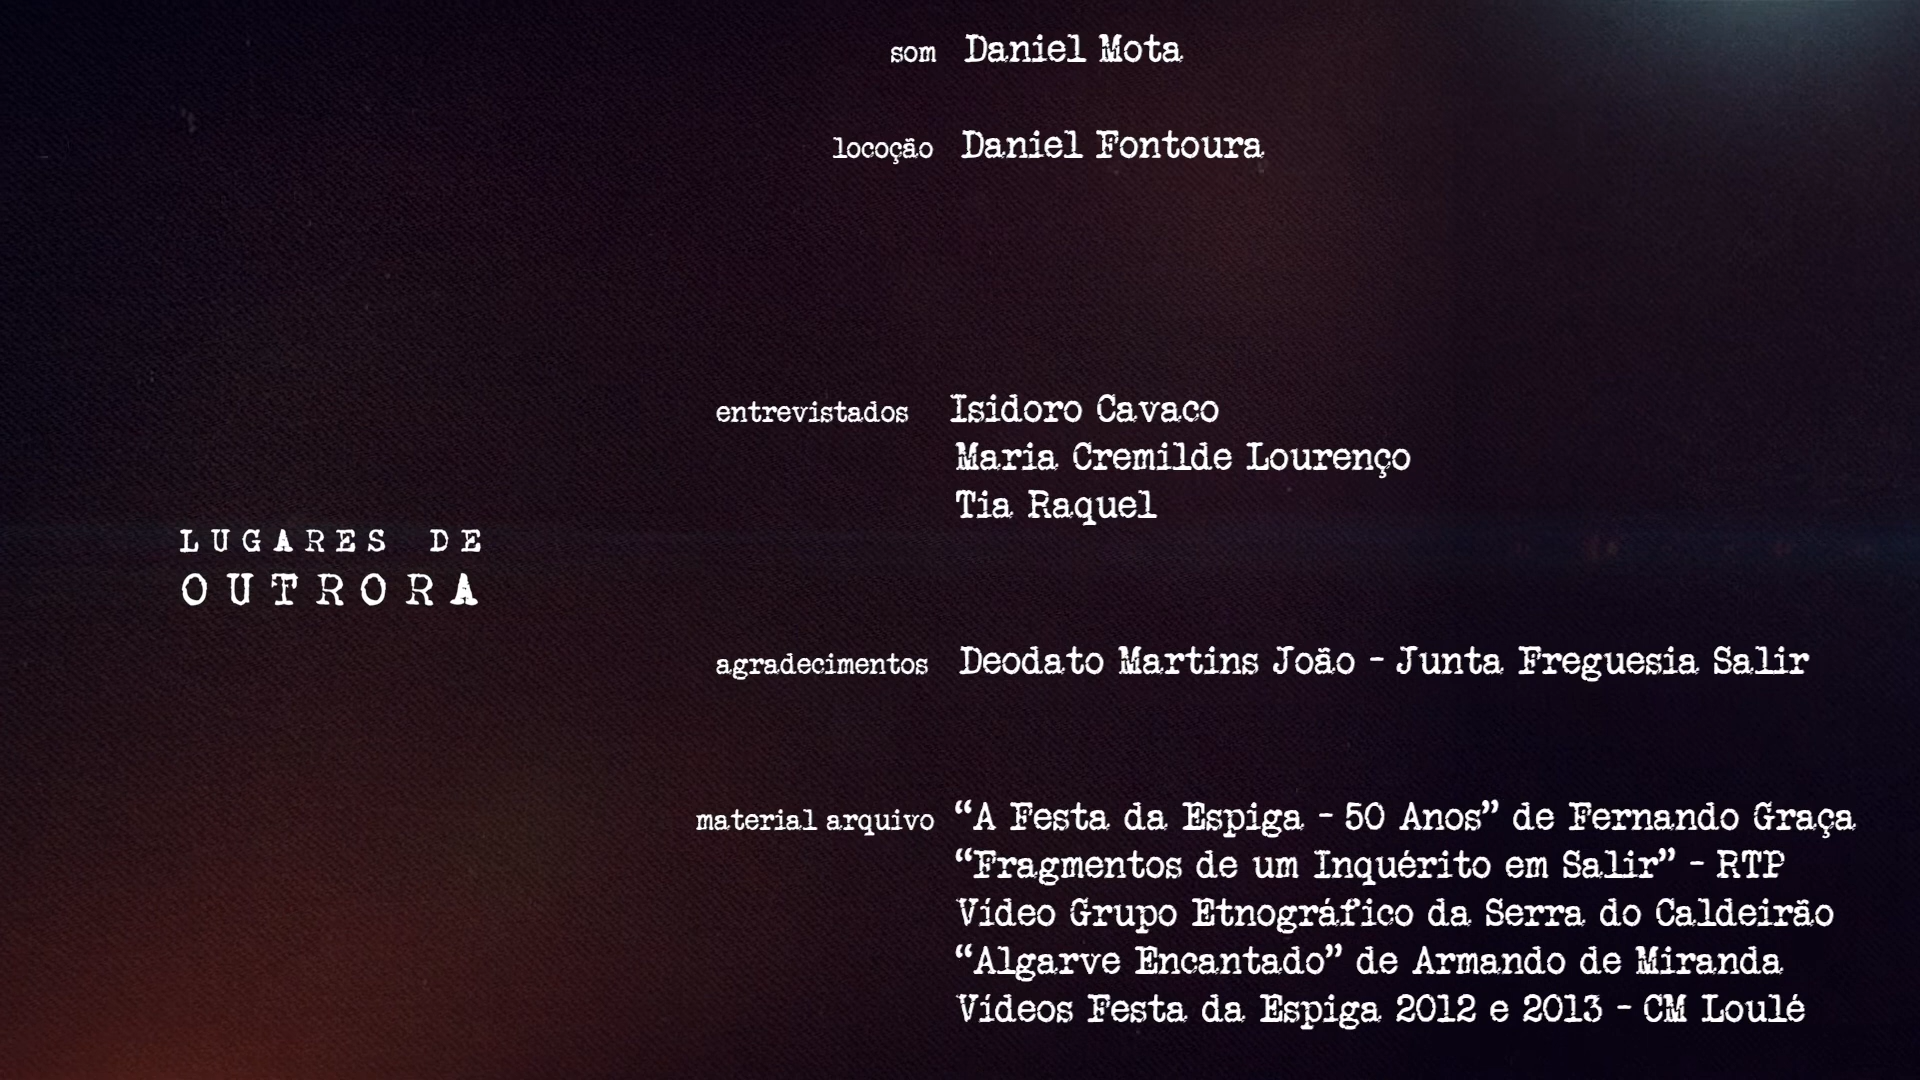 som Daniel Mota
locoção Daniel Fontoura
entrevistados Isidoro Cavaco
Maria Cremilde Lourenço
Tia Raquel
LUGARES DE
OUTRORA
agradecimentos Deodato Martins João - Junta Freguesia Salir
material arquivo “A Festa da Espiga - 50 Anos” de Fernando Graça
“Fragmentos de um Inquérito em Salir” - RTP
Vídeo Grupo Etnográfico da Serra do Caldeirão
“Algarve Encantado” de Armando de Miranda
Vídeos Festa da Espiga 2012 e 2013 - CM Loulé